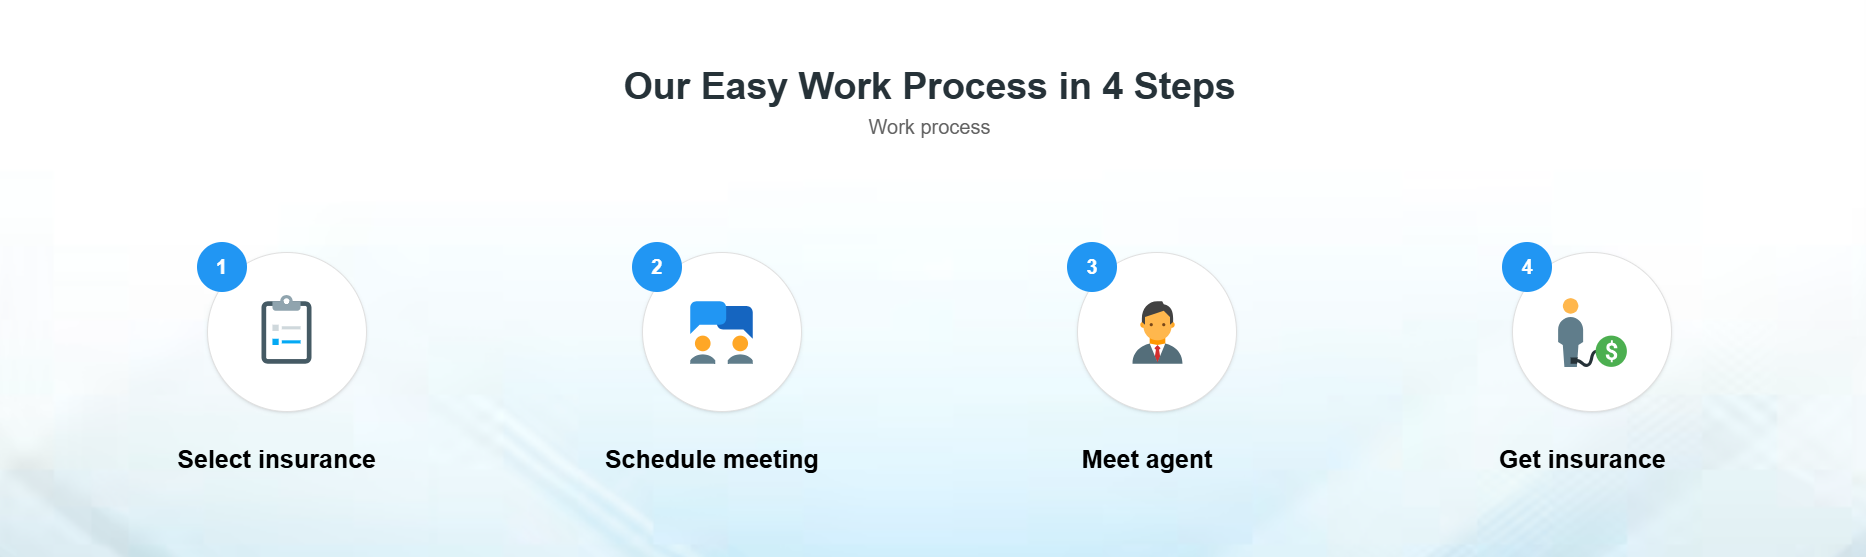 Our Easy Work Process in 4 Steps
Work process
1
2
3
4
$
Select insurance
Schedule meeting
Meet agent
Get insurance